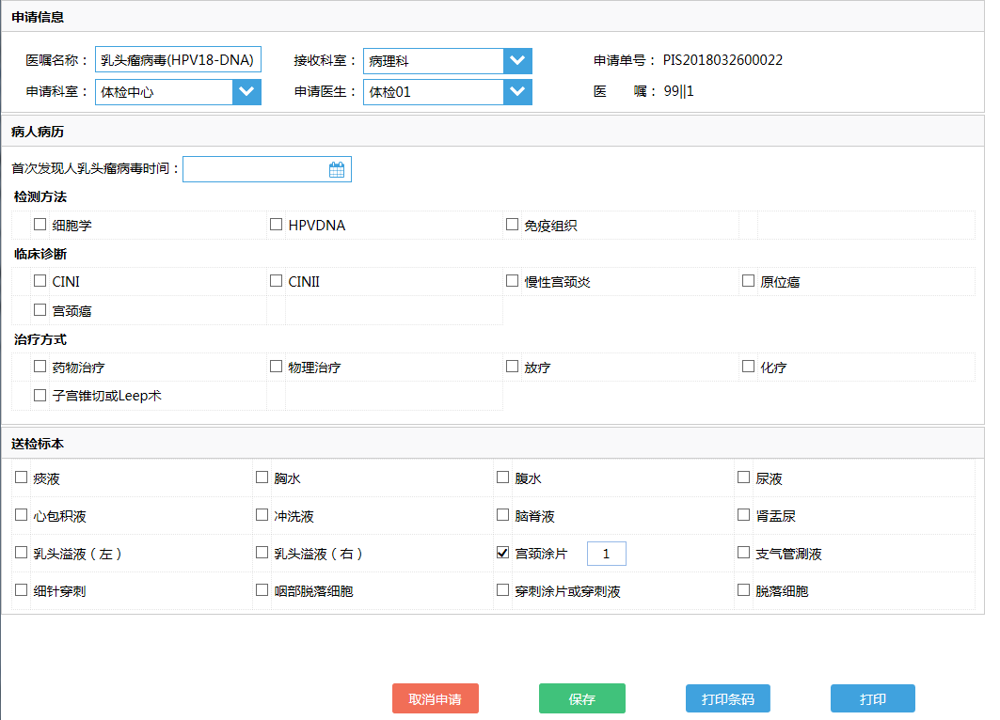 申请信息
医嘱名称： 乳头瘤病毒(HPV18-DNA) 接收科室： 病理科 申请单号： PIS2018032600022
申请科室： 体检中心 申请医生： 体检01 医 嘱： 99||1
病人病历
首次发现人乳头瘤病毒时间：
检测方法
细胞学 HPVDNA 免疫组织
临床诊断
CINI CINII 慢性宫颈炎 原位癌
宫颈癌
治疗方式
药物治疗 物理治疗 放疗 化疗
子宫锥切或Leep术
送检标本
痰液 胸水 腹水 尿液
心包积液 冲洗液 脑脊液 肾盂尿
乳头溢液（左） 乳头溢液（右） 宫颈涂片 1 支气管涮液
细针穿刺 咽部脱落细胞 穿刺涂片或穿刺液 脱落细胞
取消申请 保存 打印条码 打印